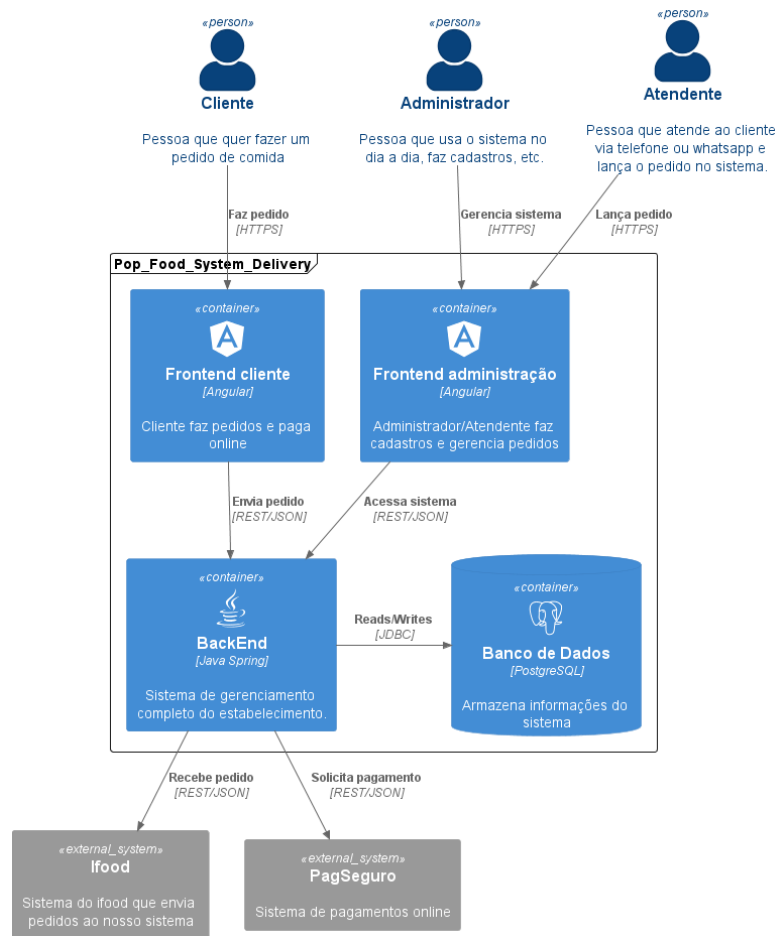 «person»
Cliente
Pessoa que quer fazer um
pedido de comida
«person»
Administrador
Pessoa que usa o sistema no
dia a dia, faz cadastros, etc.
«person»
Atendente
Pessoa que atende ao cliente
via telefone ou whatsapp e
lança o pedido no sistema.
Faz pedido
[HTTPS]
Gerencia sistema
[HTTPS]
Lança pedido
[HTTPS]
Pop_Food_System_Delivery
«container»
Frontend cliente
[Angular]
Cliente faz pedidos e paga
online
«container»
Frontend administração
[Angular]
Administrador/Atendente faz
cadastros e gerencia pedidos
Envia pedido
[REST/JSON]
Acessa sistema
[REST/JSON]
«container»
BackEnd
[Java Spring]
Sistema de gerenciamento
completo do estabelecimento.
Reads/Writes
[JDBC]
«container»
Banco de Dados
[PostgreSQL]
Armazena informações do
sistema
Recebe pedido
[REST/JSON]
Solicita pagamento
[REST/JSON]
«external_system»
Ifood
Sistema do ifood que envia
pedidos ao nosso sistema
«external_system»
PagSeguro
Sistema de pagamentos online